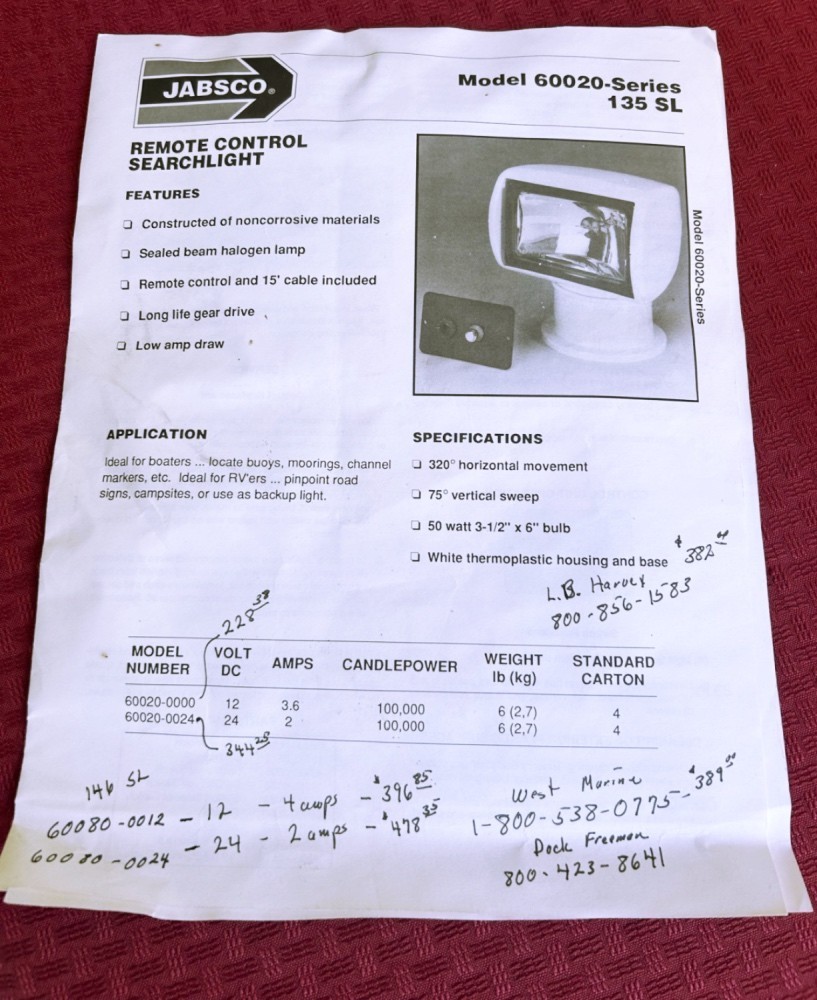 JABSCO®
Model 60020-Series
135 SL
REMOTE CONTROL
SEARCHLIGHT
FEATURES
❏ Constructed of noncorrosive materials
❏ Sealed beam halogen lamp
❏ Remote control and 15' cable included
❏ Long life gear drive
❏ Low amp draw
Model 60020-Series
APPLICATION
Ideal for boaters ... locate buoys, moorings, channel
markers, etc. Ideal for RV'ers ... pinpoint road
signs, campsites, or use as backup light.
SPECIFICATIONS
❏ 320° horizontal movement
❏ 75° vertical sweep
❏ 50 watt 3-1/2" x 6" bulb
❏ White thermoplastic housing and base
$382
L.B. Harvey
800-856-1583
228
MODEL NUMBER VOLT DC AMPS CANDLEPOWER WEIGHT lb (kg) STANDARD CARTON
60020-0000 12 3.6 100,000 6 (2,7) 4
60020-0024 24 2 100,000 6 (2,7) 4
344
146 SL
60080-0012 - 12 - 4 amps - $396 85
60080-0024 - 24 - 2 amps - $478 35
West Marine
1-800-538-0775 - $389
Dock Freeman
800-423-8641